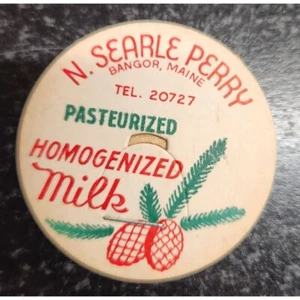 N. SEARLE PERRY
BANGOR, MAINE
TEL. 20727
PASTEURIZED
HOMOGENIZED
Milk